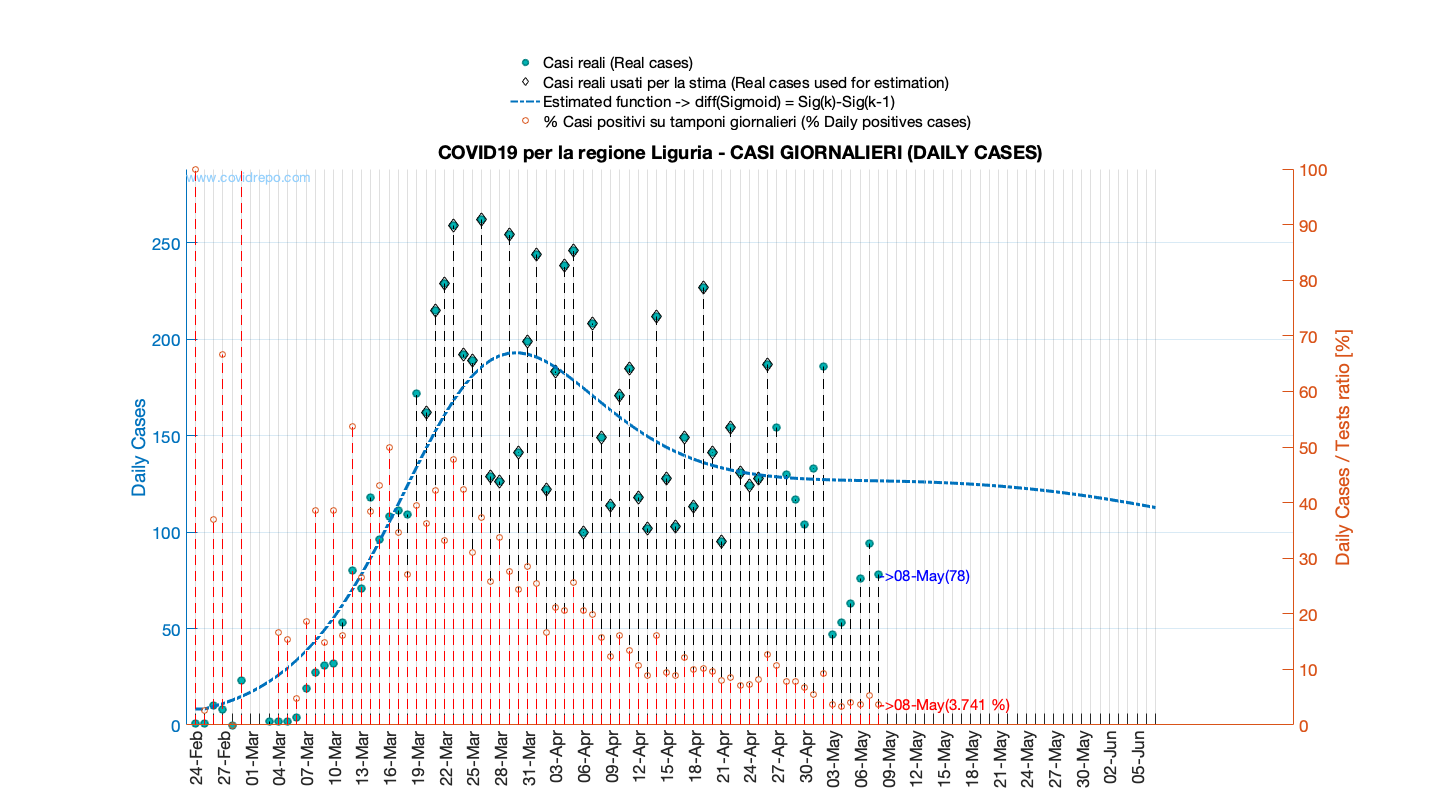 Casi reali (Real cases)
Casi reali usati per la stima (Real cases used for estimation)
Estimated function -> diff(Sigmoid) = Sig(k)-Sig(k-1)
% Casi positivi su tamponi giornalieri (% Daily positives cases)
COVID19 per la regione Liguria - CASI GIORNALIERI (DAILY CASES)
www.covidrepo.com
Daily Cases
250
200
150
100
50
0
100
90
80
70
60
50
40
30
20
10
0
Daily Cases / Tests ratio [%]
->08-May(78)
->08-May(3.741 %)
24-Feb
27-Feb
01-Mar
04-Mar
07-Mar
10-Mar
13-Mar
16-Mar
19-Mar
22-Mar
25-Mar
28-Mar
31-Mar
03-Apr
06-Apr
09-Apr
12-Apr
15-Apr
18-Apr
21-Apr
24-Apr
27-Apr
30-Apr
03-May
06-May
09-May
12-May
15-May
18-May
21-May
24-May
27-May
30-May
02-Jun
05-Jun